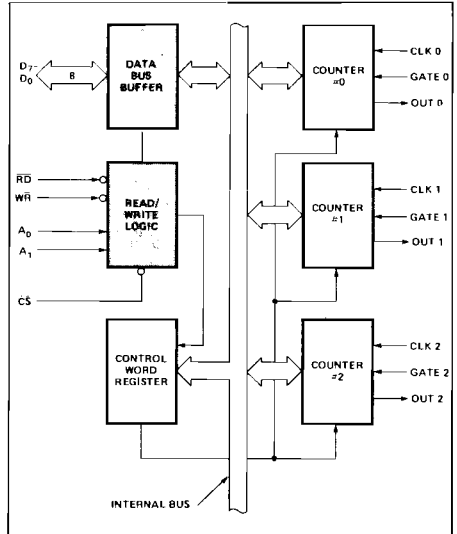 D7-
D0
8
DATA
BUS
BUFFER
COUNTER
#0
CLK 0
GATE 0
OUT 0
RD
WR
A0
A1
CS
READ/
WRITE
LOGIC
COUNTER
#1
CLK 1
GATE 1
OUT 1
CONTROL
WORD
REGISTER
COUNTER
#2
CLK 2
GATE 2
OUT 2
INTERNAL BUS